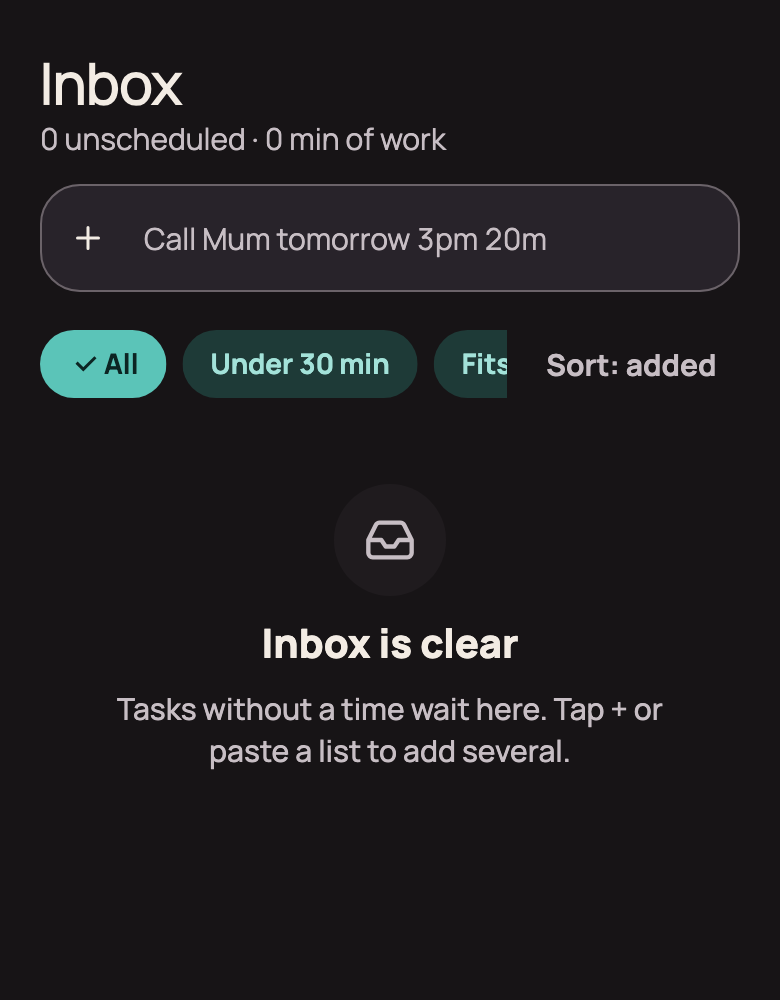 Inbox
0 unscheduled · 0 min of work
+ Call Mum tomorrow 3pm 20m
✓ All Under 30 min Fits Sort: added
Inbox is clear
Tasks without a time wait here. Tap + or
paste a list to add several.